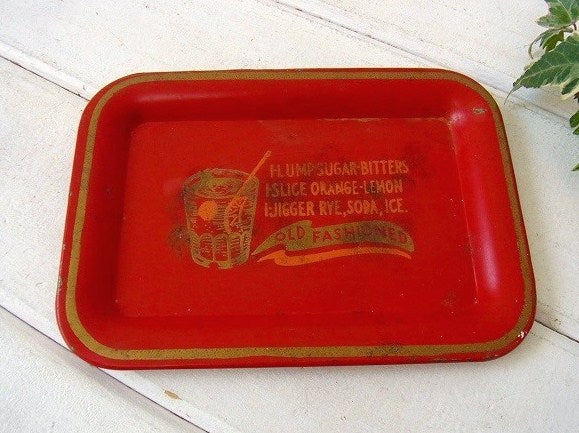 1-LUMP SUGAR-BITTERS
1-SLICE ORANGE-LEMON
1-JIGGER RYE, SODA, ICE.
OLD FASHIONED